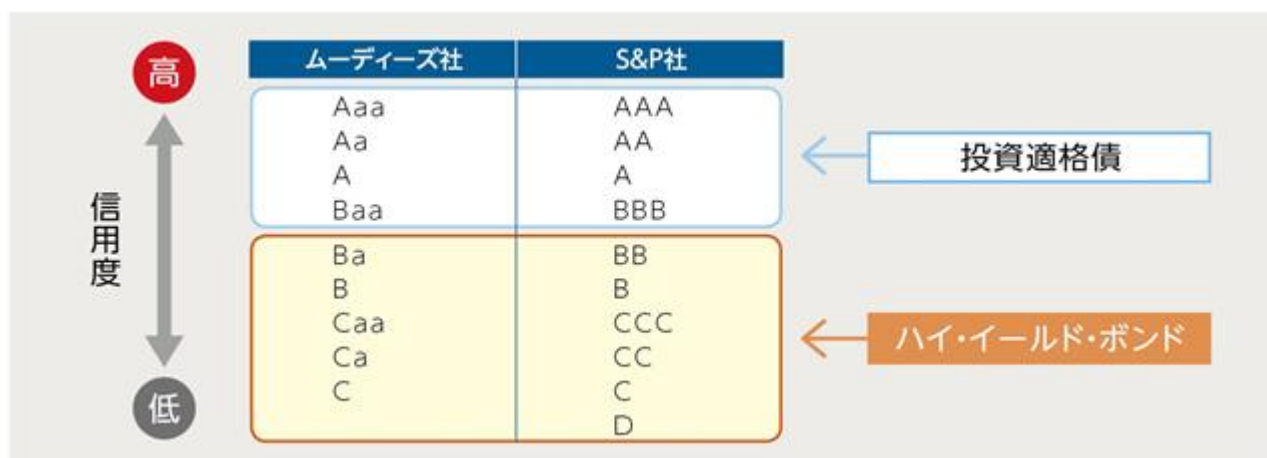 高
信用度
低
ムーディーズ社 S&P社
Aaa AAA
Aa AA
A A
Baa BBB
Ba BB
B B
Caa CCC
Ca CC
C C
D
投資適格債
ハイ・イールド・ボンド